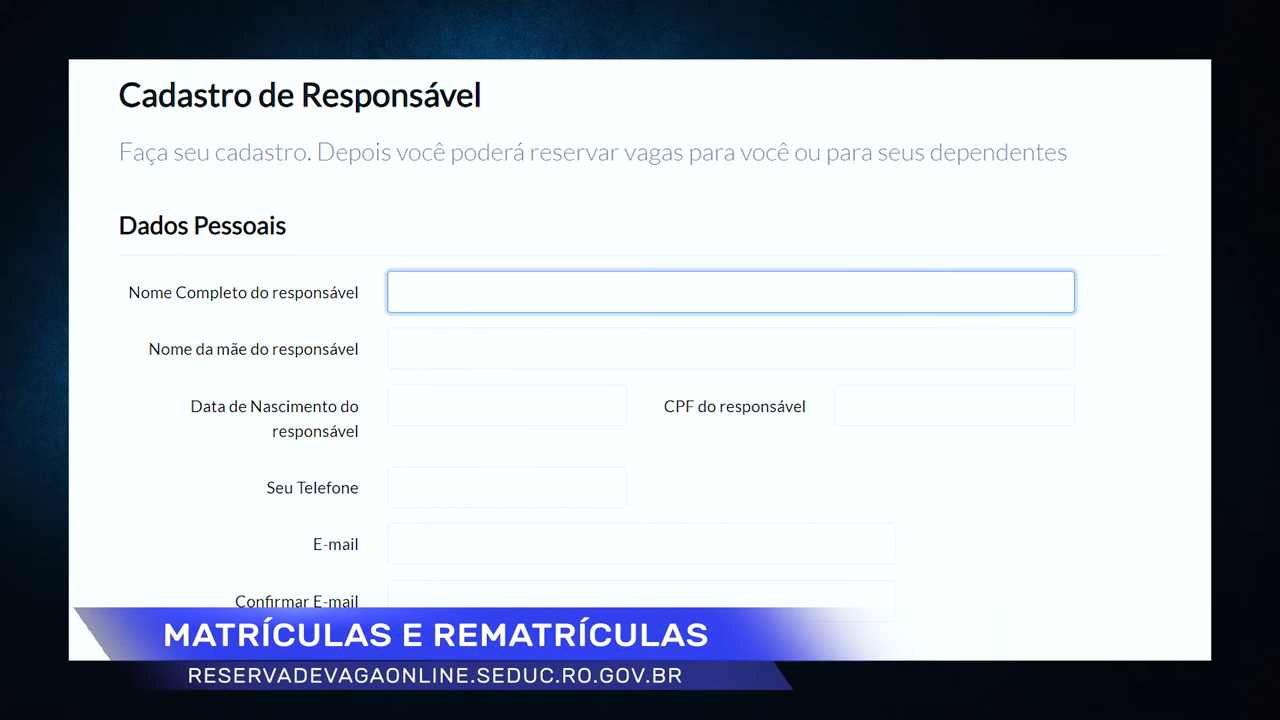 Cadastro de Responsável
Faça seu cadastro. Depois você poderá reservar vagas para você ou para seus dependentes
Dados Pessoais
Nome Completo do responsável
Nome da mãe do responsável
Data de Nascimento do responsável
CPF do responsável
Seu Telefone
E-mail
Confirmar E-mail
MATRÍCULAS E REMATRÍCULAS
RESERVADEVAGAONLINE.SEDUC.RO.GOV.BR